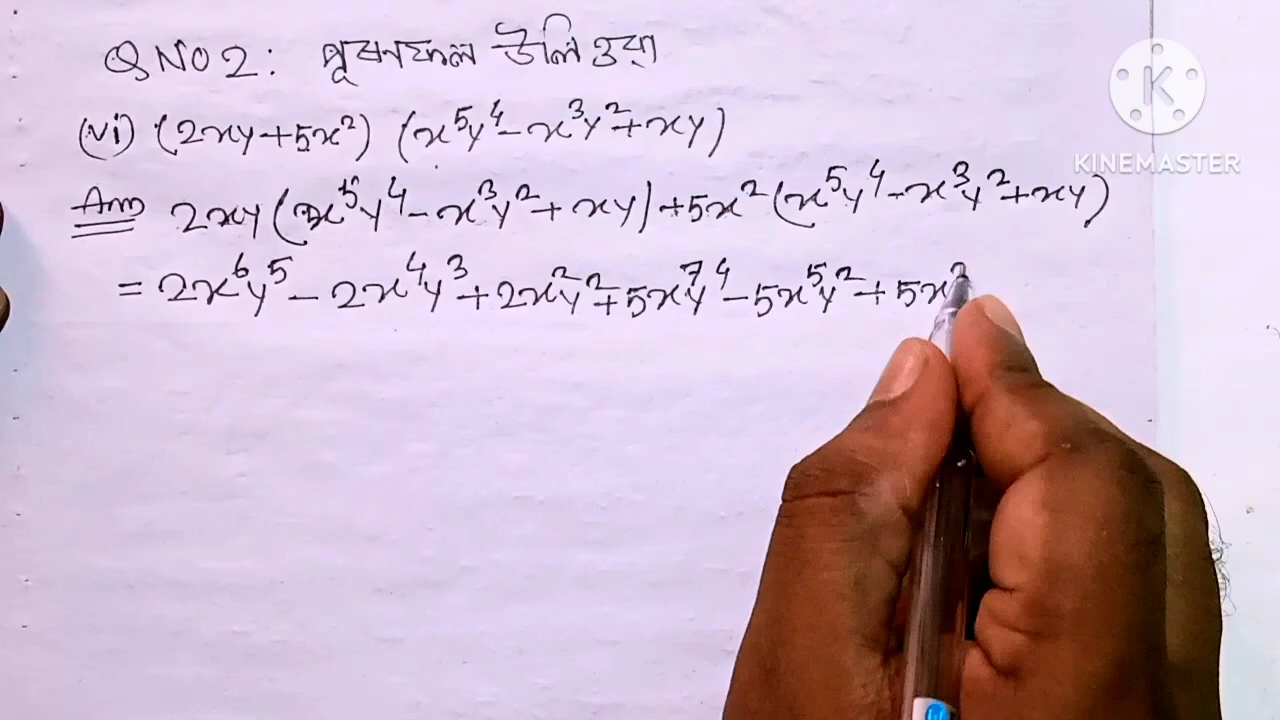 Q NO 2: পূৰণফল উলিওৱা
(vi) (2xy+5x²) (x⁵y⁴-x³y²+xy)
KINEMASTER
Ans 2xy(x⁵y⁴-x³y²+xy)+5x²(x⁵y⁴-x³y²+xy)
= 2x⁶y⁵-2x⁴y³+2x²y²+5x⁷y⁴-5x⁵y²+5x